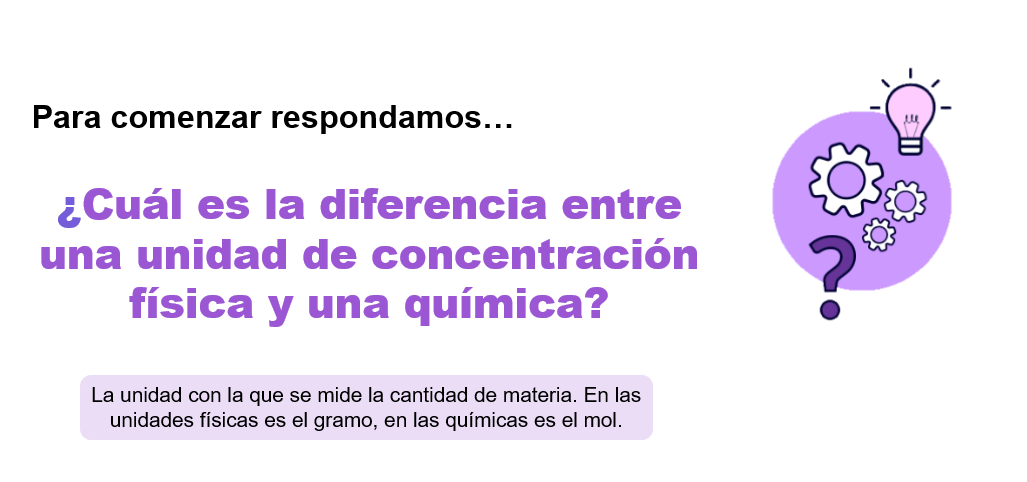 Para comenzar respondamos…
¿Cuál es la diferencia entre
una unidad de concentración
física y una química?
La unidad con la que se mide la cantidad de materia. En las
unidades físicas es el gramo, en las químicas es el mol.